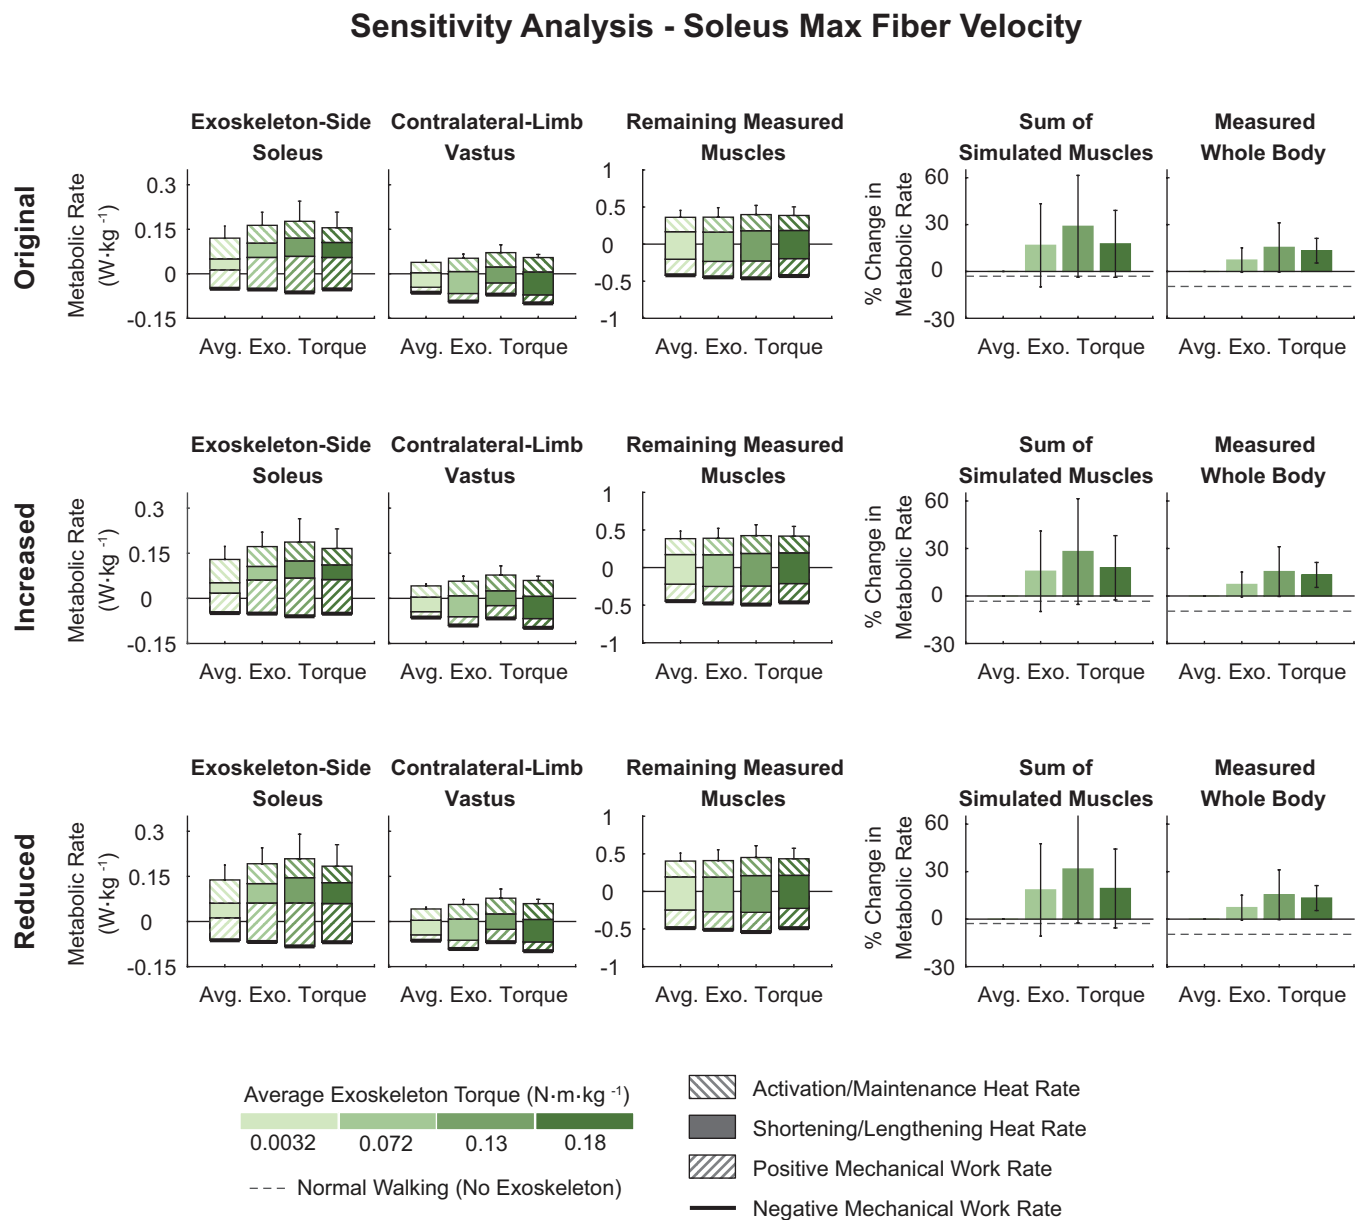 Sensitivity Analysis - Soleus Max Fiber Velocity
Original
Metabolic Rate
(W·kg⁻¹)
Exoskeleton-Side
Soleus
0.3
0.15
0
-0.15
Avg. Exo. Torque
Contralateral-Limb
Vastus
Avg. Exo. Torque
Remaining Measured
Muscles
1
0.5
0
-0.5
-1
Avg. Exo. Torque
% Change in
Metabolic Rate
Sum of
Simulated Muscles
60
30
0
-30
Avg. Exo. Torque
Measured
Whole Body
Avg. Exo. Torque
Increased
Metabolic Rate
(W·kg⁻¹)
Exoskeleton-Side
Soleus
0.3
0.15
0
-0.15
Avg. Exo. Torque
Contralateral-Limb
Vastus
Avg. Exo. Torque
Remaining Measured
Muscles
1
0.5
0
-0.5
-1
Avg. Exo. Torque
% Change in
Metabolic Rate
Sum of
Simulated Muscles
60
30
0
-30
Avg. Exo. Torque
Measured
Whole Body
Avg. Exo. Torque
Reduced
Metabolic Rate
(W·kg⁻¹)
Exoskeleton-Side
Soleus
0.3
0.15
0
-0.15
Avg. Exo. Torque
Contralateral-Limb
Vastus
Avg. Exo. Torque
Remaining Measured
Muscles
1
0.5
0
-0.5
-1
Avg. Exo. Torque
% Change in
Metabolic Rate
Sum of
Simulated Muscles
60
30
0
-30
Avg. Exo. Torque
Measured
Whole Body
Avg. Exo. Torque
Average Exoskeleton Torque (N·m·kg⁻¹)
0.0032 0.072 0.13 0.18
Normal Walking (No Exoskeleton)
Activation/Maintenance Heat Rate
Shortening/Lengthening Heat Rate
Positive Mechanical Work Rate
Negative Mechanical Work Rate